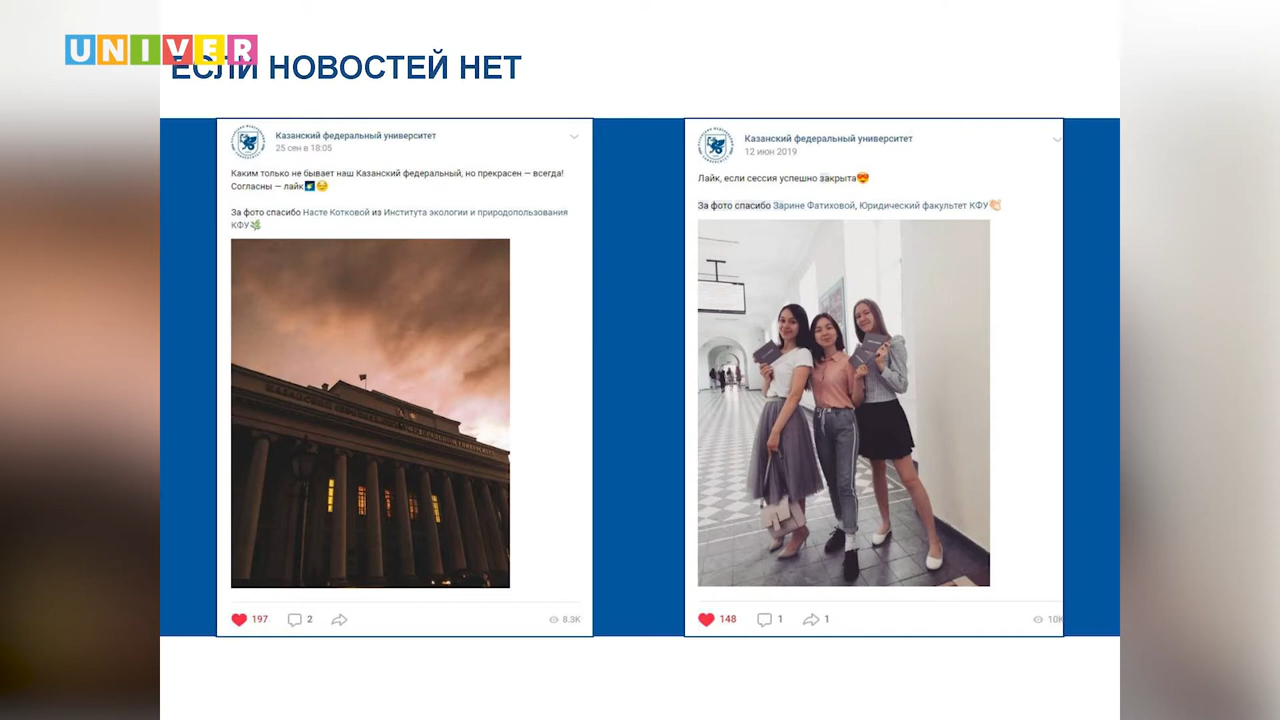 UNIVER
ЕСЛИ НОВОСТЕЙ НЕТ
Казанский федеральный университет
25 сен в 18:05
Каким только не бывает наш Казанский федеральный, но прекрасен — всегда!
Согласны — лайк
За фото спасибо Насте Котковой из Института экологии и природопользования
КФУ
197
2
8.3K
Казанский федеральный университет
12 июн 2019
Лайк, если сессия успешно закрыта
За фото спасибо Зарине Фатиховой, Юридический факультет КФУ
148
1
1
10K